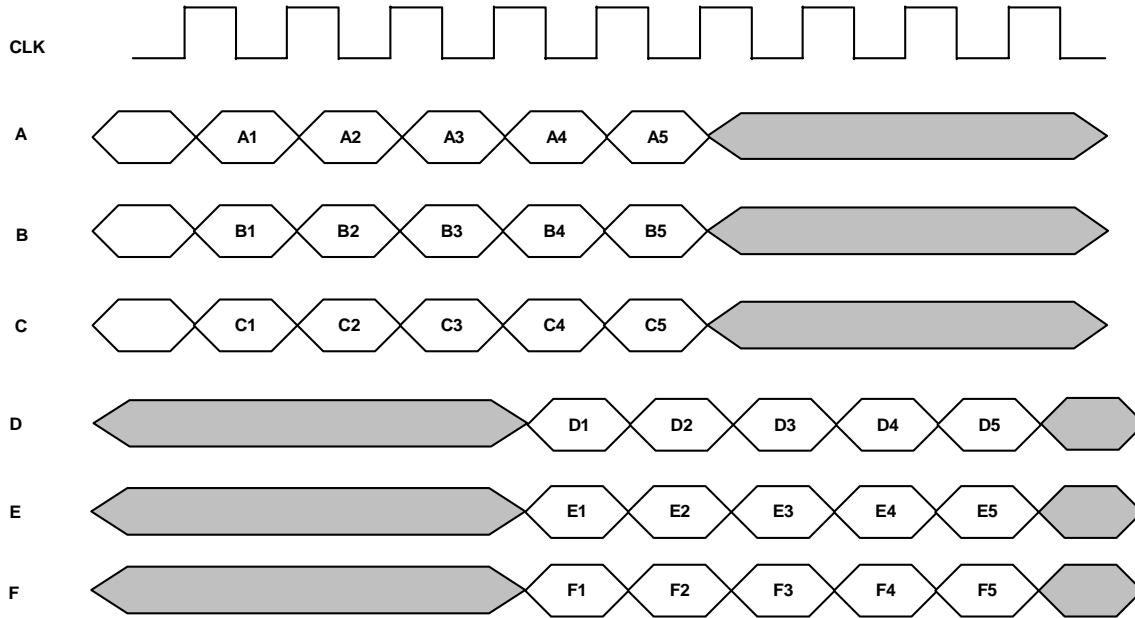 CLK
A A1 A2 A3 A4 A5
B B1 B2 B3 B4 B5
C C1 C2 C3 C4 C5
D D1 D2 D3 D4 D5
E E1 E2 E3 E4 E5
F F1 F2 F3 F4 F5